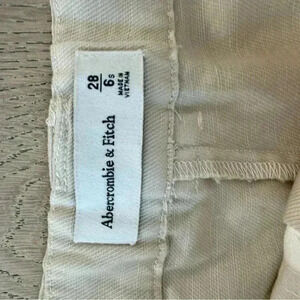 28
6s
MADE IN
VIETNAM
Abercrombie & Fitch